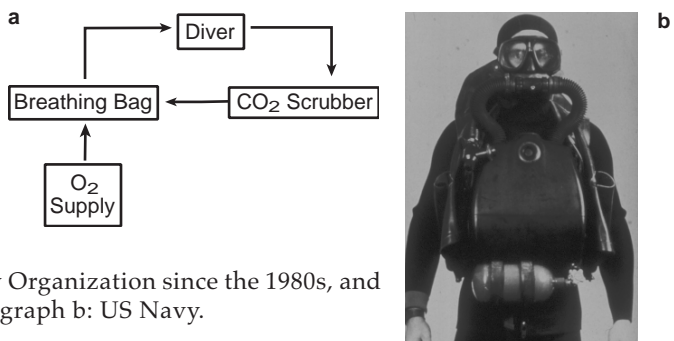 a
Diver
Breathing Bag
CO2 Scrubber
O2
Supply
b
Organization since the 1980s, and
graph b: US Navy.